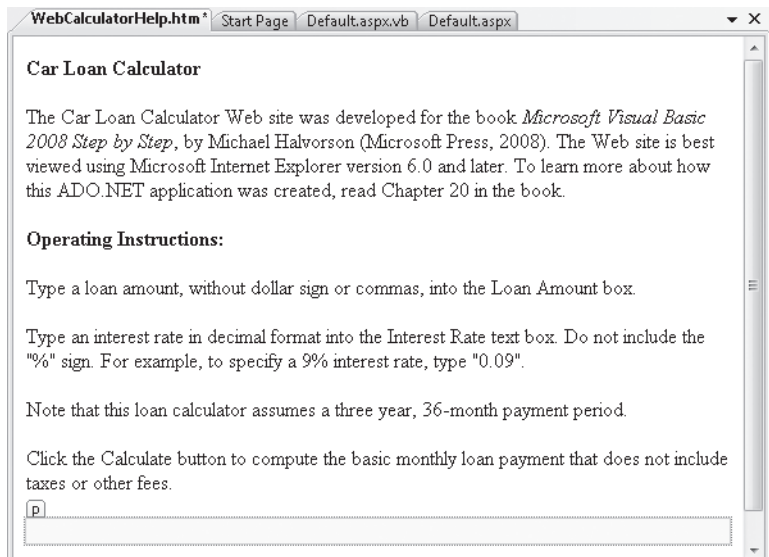 WebCalculatorHelp.htm* Start Page Default.aspx.vb Default.aspx
Car Loan Calculator
The Car Loan Calculator Web site was developed for the book Microsoft Visual Basic
2008 Step by Step, by Michael Halvorson (Microsoft Press, 2008). The Web site is best
viewed using Microsoft Internet Explorer version 6.0 and later. To learn more about how
this ADO.NET application was created, read Chapter 20 in the book.
Operating Instructions:
Type a loan amount, without dollar sign or commas, into the Loan Amount box.
Type an interest rate in decimal format into the Interest Rate text box. Do not include the
"%" sign. For example, to specify a 9% interest rate, type "0.09".
Note that this loan calculator assumes a three year, 36-month payment period.
Click the Calculate button to compute the basic monthly loan payment that does not include
taxes or other fees.
p